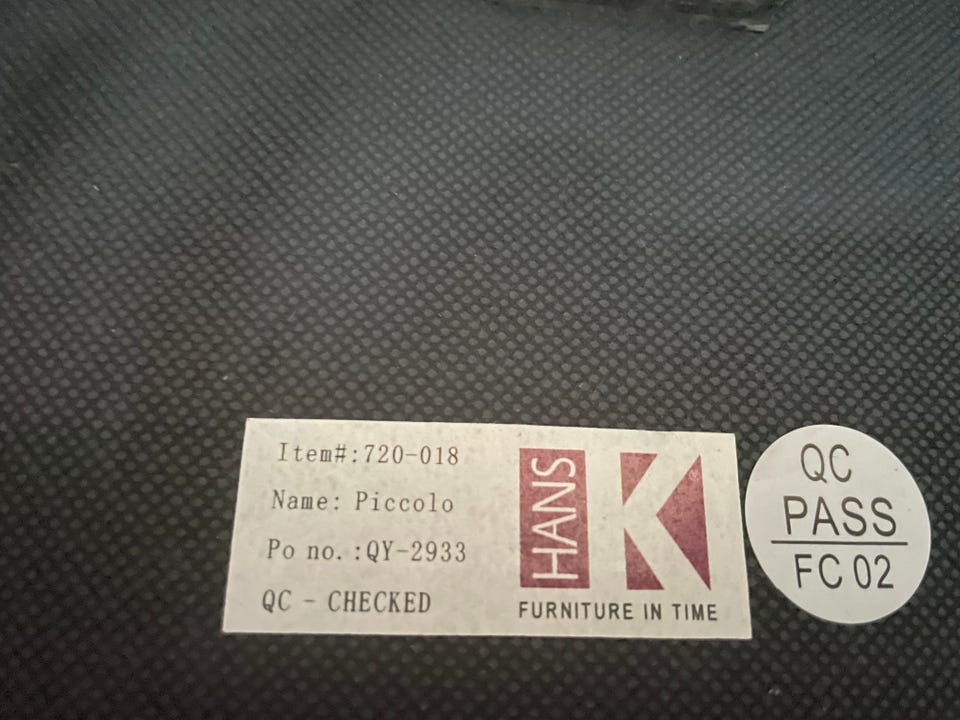 Item#:720-018
Name: Piccolo
Po no.:QY-2933
QC - CHECKED
HANS K
FURNITURE IN TIME
QC
PASS
FC 02